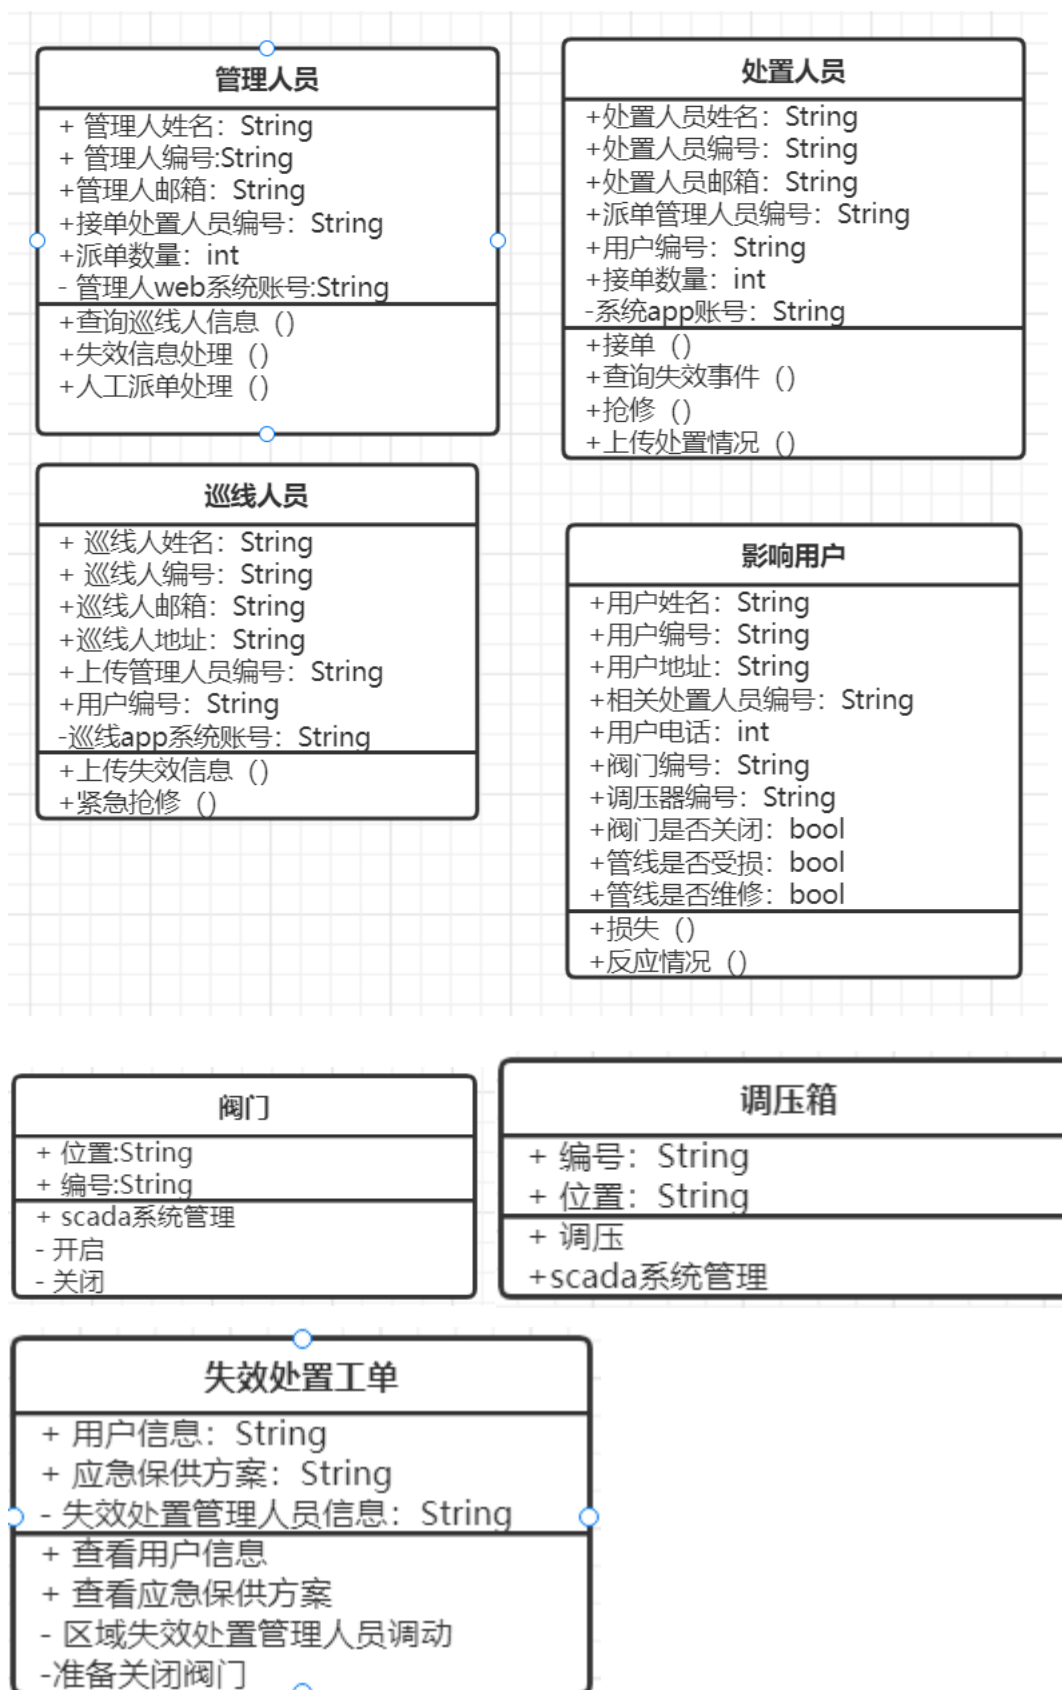 管理人员
+ 管理人姓名：String
+ 管理人编号:String
+管理人邮箱：String
+接单处置人员编号：String
+派单数量：int
- 管理人web系统账号:String
+查询巡线人信息（）
+失效信息处理（）
+人工派单处理（）
处置人员
+处置人员姓名：String
+处置人员编号：String
+处置人员邮箱：String
+派单管理人员编号：String
+用户编号：String
+接单数量：int
-系统app账号：String
+接单（）
+查询失效事件（）
+抢修（）
+上传处置情况（）
巡线人员
+ 巡线人姓名：String
+ 巡线人编号：String
+巡线人邮箱：String
+巡线人地址：String
+上传管理人员编号：String
+用户编号：String
-巡线app系统账号：String
+上传失效信息（）
+紧急抢修（）
影响用户
+用户姓名：String
+用户编号：String
+用户地址：String
+相关处置人员编号：String
+用户电话：int
+阀门编号：String
+调压器编号：String
+阀门是否关闭：bool
+管线是否受损：bool
+管线是否维修：bool
+损失（）
+反应情况（）
阀门
+ 位置:String
+ 编号:String
+ scada系统管理
- 开启
- 关闭
调压箱
+ 编号：String
+ 位置：String
+ 调压
+scada系统管理
失效处置工单
+ 用户信息：String
+ 应急保供方案：String
- 失效处置管理人员信息：String
+ 查看用户信息
+ 查看应急保供方案
- 区域失效处置管理人员调动
-准备关闭阀门